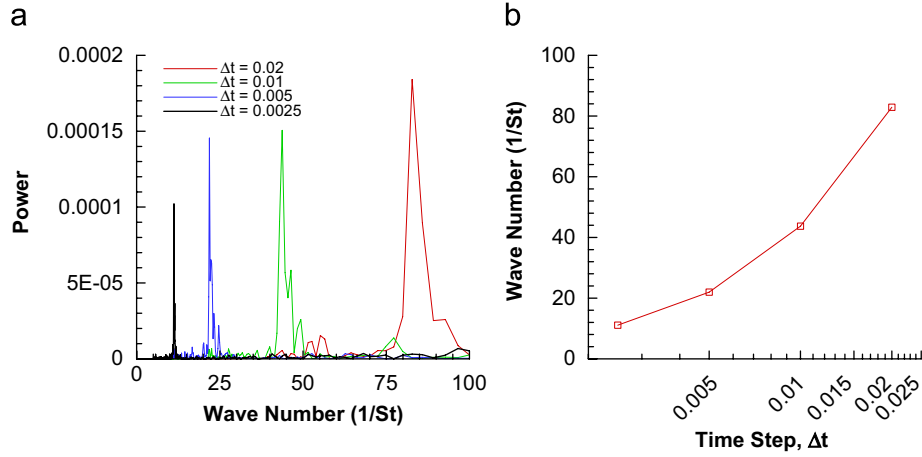 a
0.0002
0.00015
0.0001
5E-05
0
Power
Δt = 0.02
Δt = 0.01
Δt = 0.005
Δt = 0.0025
0 25 50 75 100
Wave Number (1/St)
b
100
80
60
40
20
0
Wave Number (1/St)
0.005 0.01 0.015 0.02 0.025
Time Step, Δt